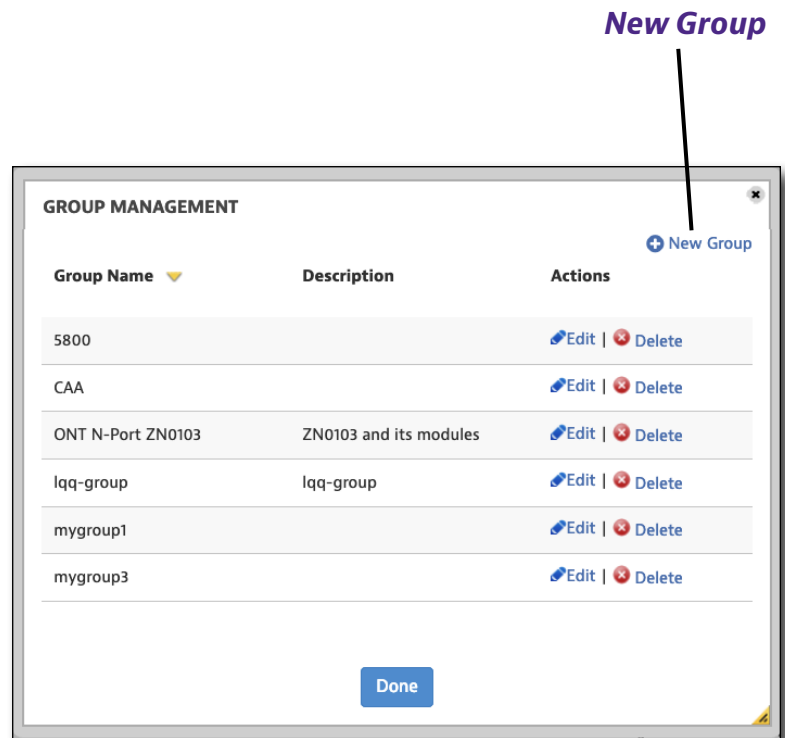 New Group
GROUP MANAGEMENT
New Group
Group Name Description Actions
5800 Edit | Delete
CAA Edit | Delete
ONT N-Port ZN0103 ZN0103 and its modules Edit | Delete
lqq-group lqq-group Edit | Delete
mygroup1 Edit | Delete
mygroup3 Edit | Delete
Done